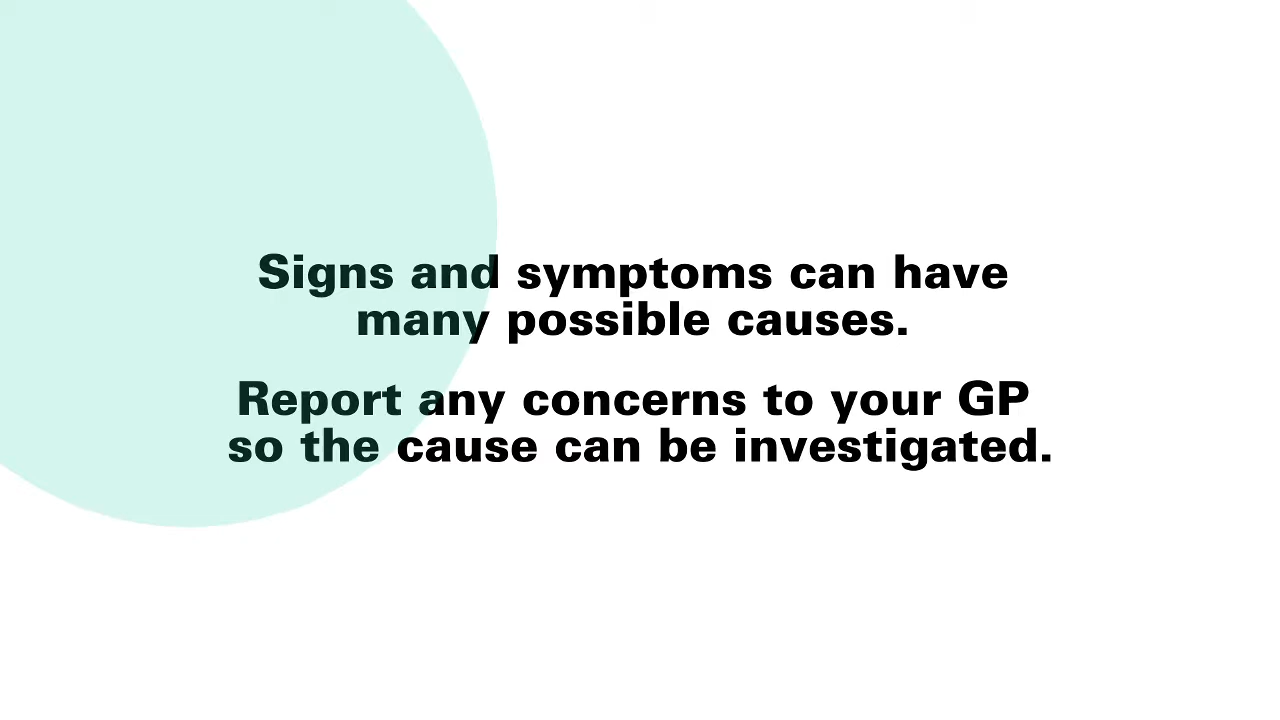 Signs and symptoms can have
many possible causes.
Report any concerns to your GP
so the cause can be investigated.